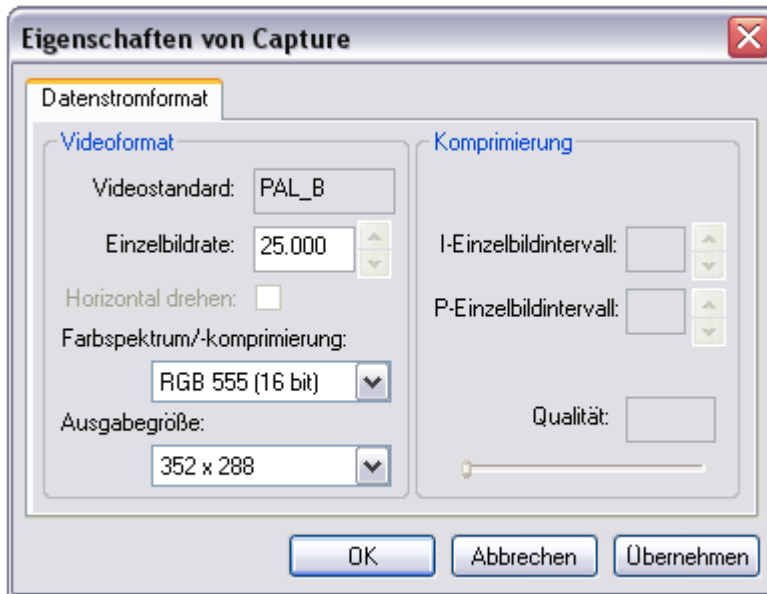 Eigenschaften von Capture
Datenstromformat
Videoformat
Videostandard: PAL_B
Einzelbildrate: 25.000
Horizontal drehen:
Farbspektrum/-komprimierung:
RGB 555 (16 bit)
Ausgabegröße:
352 x 288
Komprimierung
I-Einzelbildintervall:
P-Einzelbildintervall:
Qualität:
OK Abbrechen Übernehmen